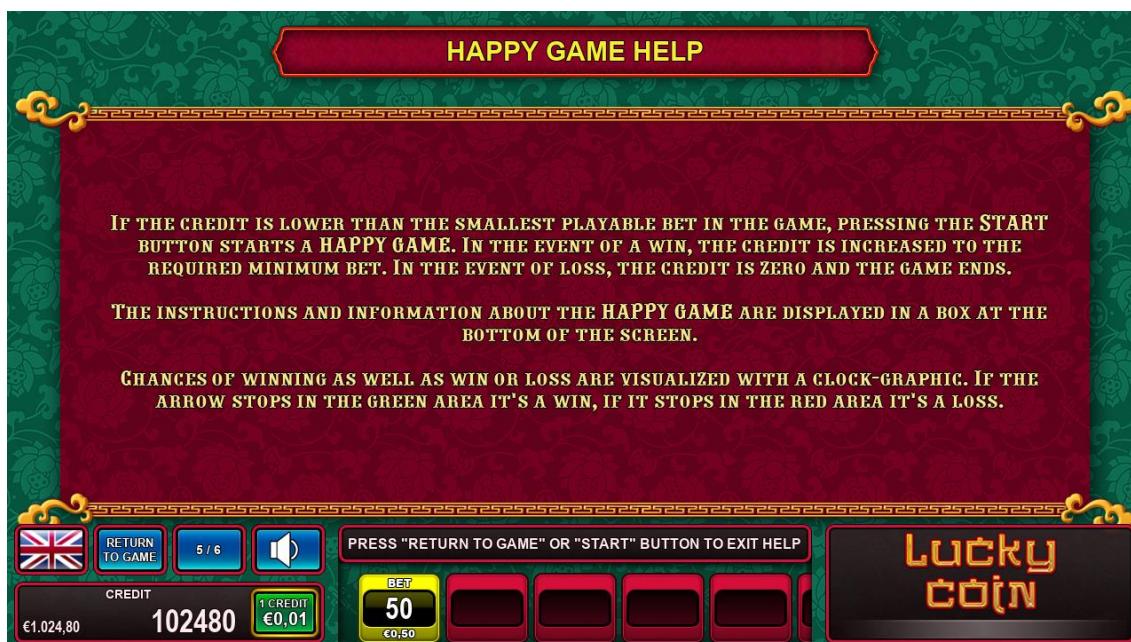 HAPPY GAME HELP
If the credit is lower than the smallest playable bet in the game, pressing the START
button starts a HAPPY GAME. In the event of a win, the credit is increased to the
required minimum bet. In the event of loss, the credit is zero and the game ends.
The instructions and information about the HAPPY GAME are displayed in a box at the
bottom of the screen.
Chances of winning as well as win or loss are visualized with a clock-graphic. If the
arrow stops in the green area it's a win, if it stops in the red area it's a loss.
RETURN
TO GAME
5 / 6
PRESS "RETURN TO GAME" OR "START" BUTTON TO EXIT HELP
CREDIT
€1.024,80
102480
1 CREDIT
€0,01
BET
50
€0,50
Lucky
Coin